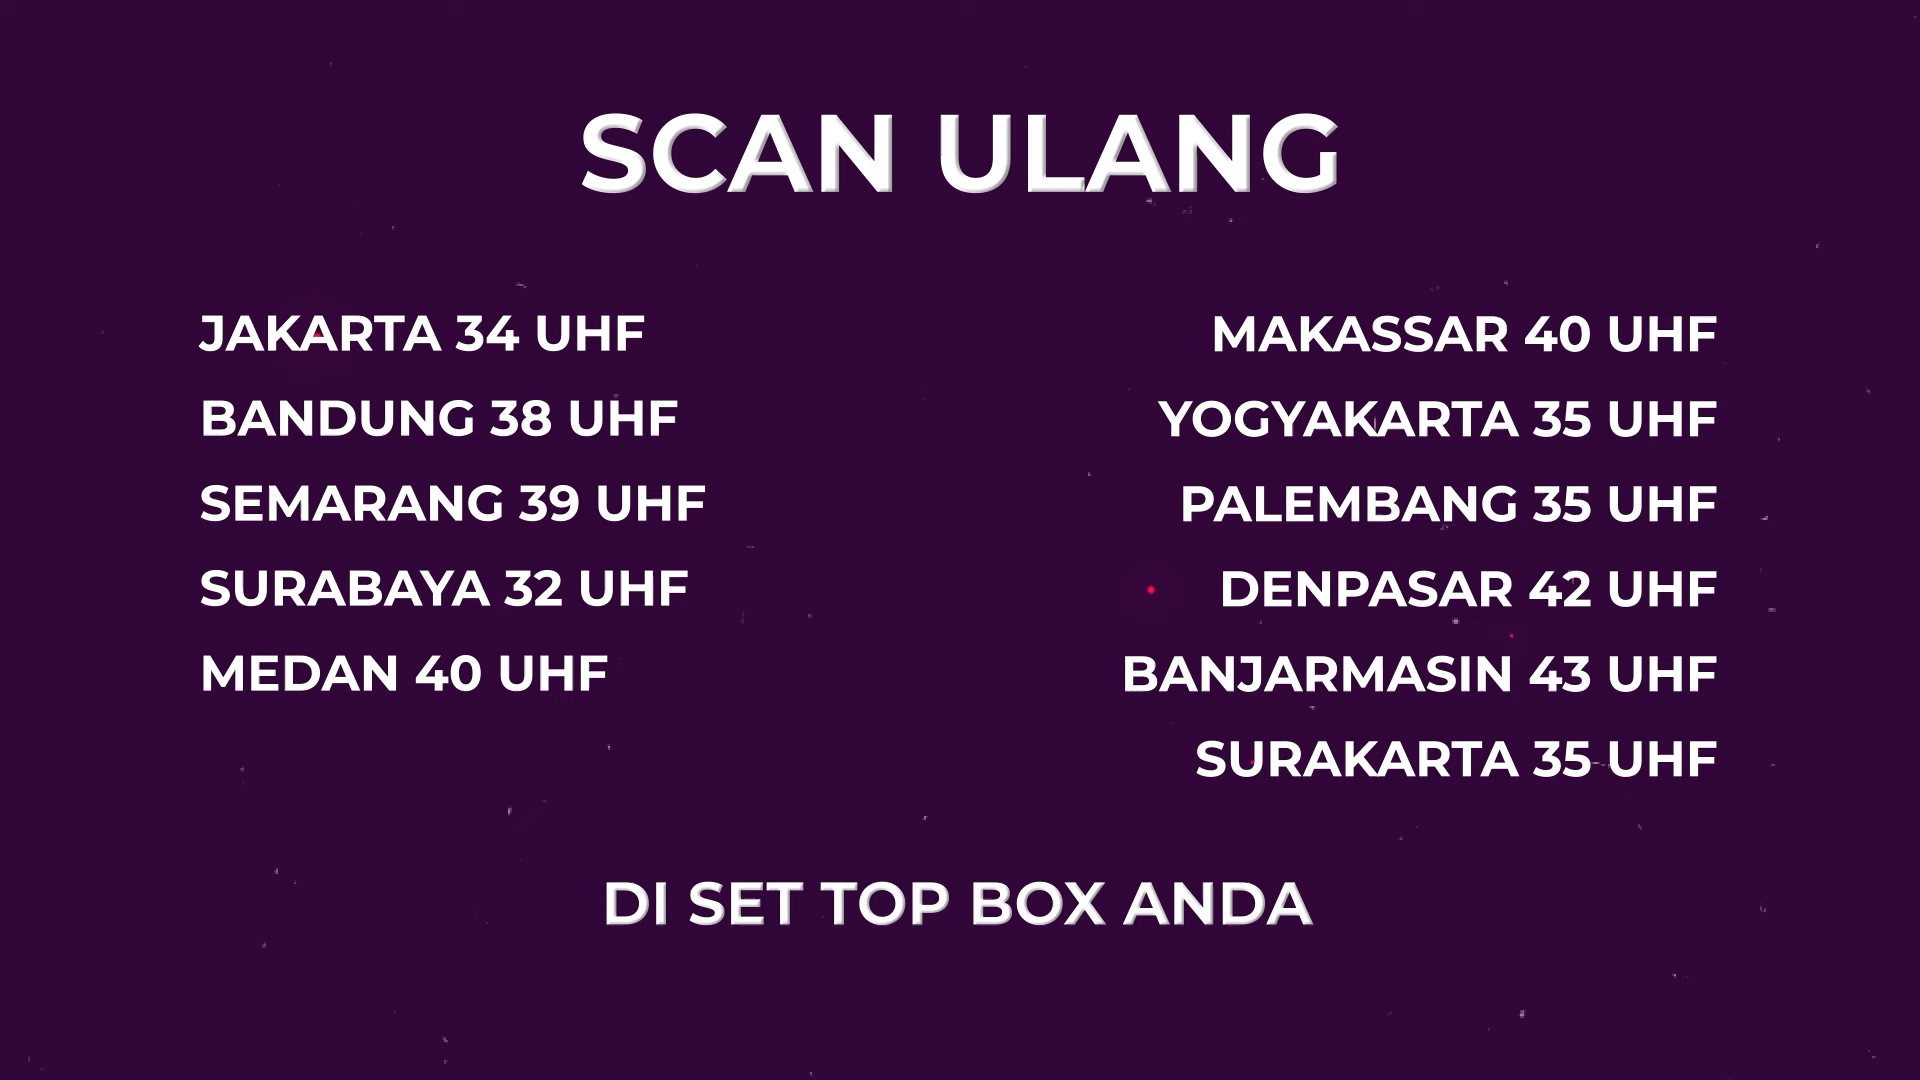 SCAN ULANG
JAKARTA 34 UHF
BANDUNG 38 UHF
SEMARANG 39 UHF
SURABAYA 32 UHF
MEDAN 40 UHF
MAKASSAR 40 UHF
YOGYAKARTA 35 UHF
PALEMBANG 35 UHF
DENPASAR 42 UHF
BANJARMASIN 43 UHF
SURAKARTA 35 UHF
DI SET TOP BOX ANDA